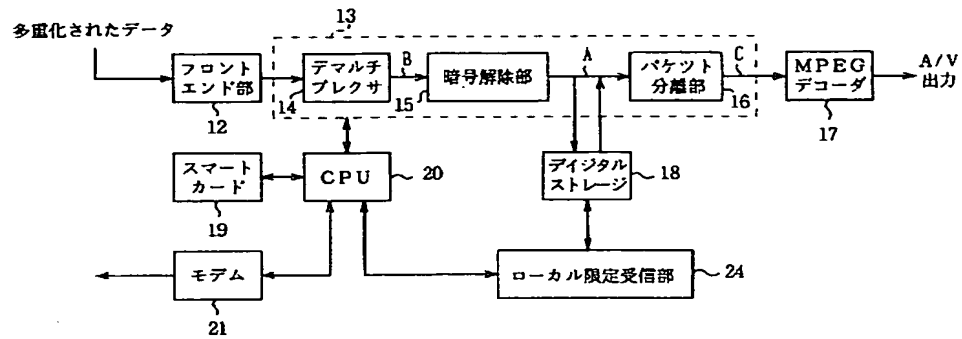 13
多重化されたデータ
フロント
エンド部
12
デマルチ
プレクサ
14
B
暗号解除部
15
A
パケット
分離部
16
C
MPEG
デコーダ
17
A/V
出力
スマート
カード
19
CPU
20
デイジタル
ストレージ
18
モデム
21
ローカル限定受信部
24